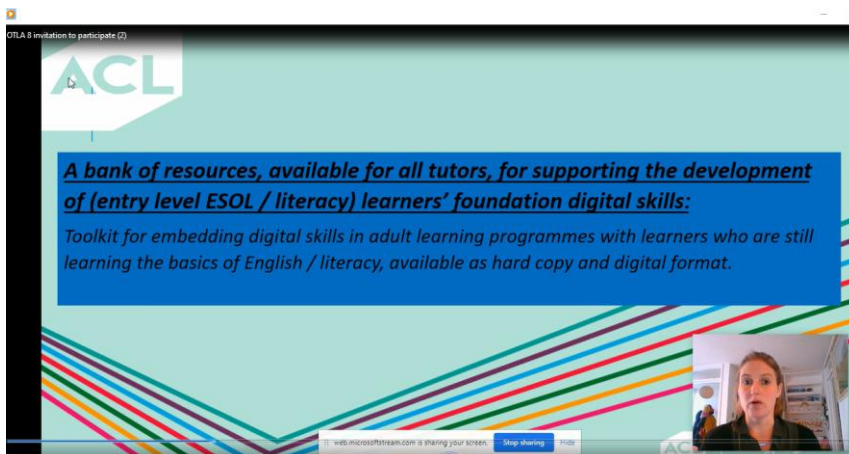 OTLA 8 invitation to participate (2)
ACL
A bank of resources, available for all tutors, for supporting the development
of (entry level ESOL / literacy) learners’ foundation digital skills:
Toolkit for embedding digital skills in adult learning programmes with learners who are still
learning the basics of English / literacy, available as hard copy and digital format.
web.microsoftstream.com is sharing your screen. Stop sharing Hide
AC